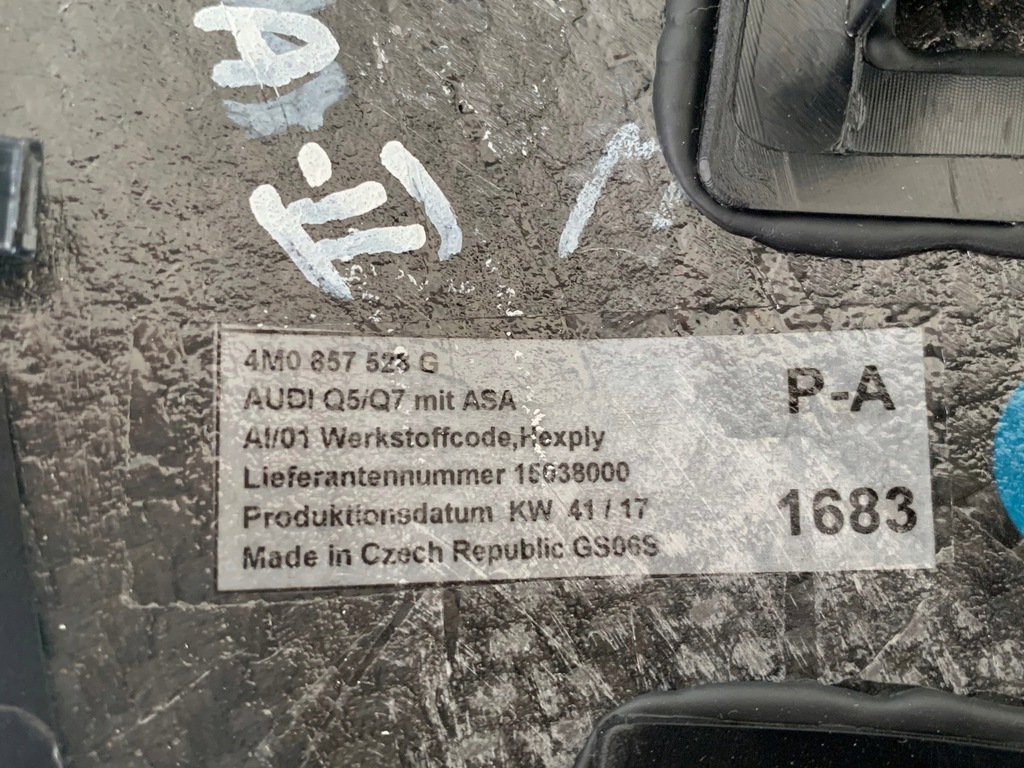 4M0 857 528 G
AUDI Q5/Q7 mit ASA
AI/01 Werkstoffcode,Hexply
Lieferantennummer 15038000
Produktionsdatum KW 41 / 17
Made in Czech Republic GS06S
P-A
1683